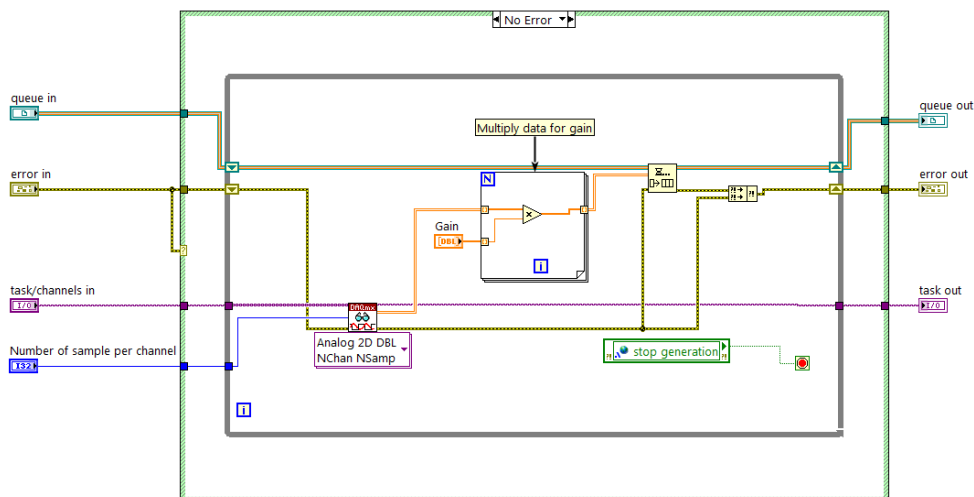 No Error
queue in
queue out
Multiply data for gain
error in
error out
N
Gain
DBL
i
task/channels in
I/O
task out
I/O
DAQmx
Analog 2D DBL
NChan NSamp
Number of sample per channel
I32
stop generation
i